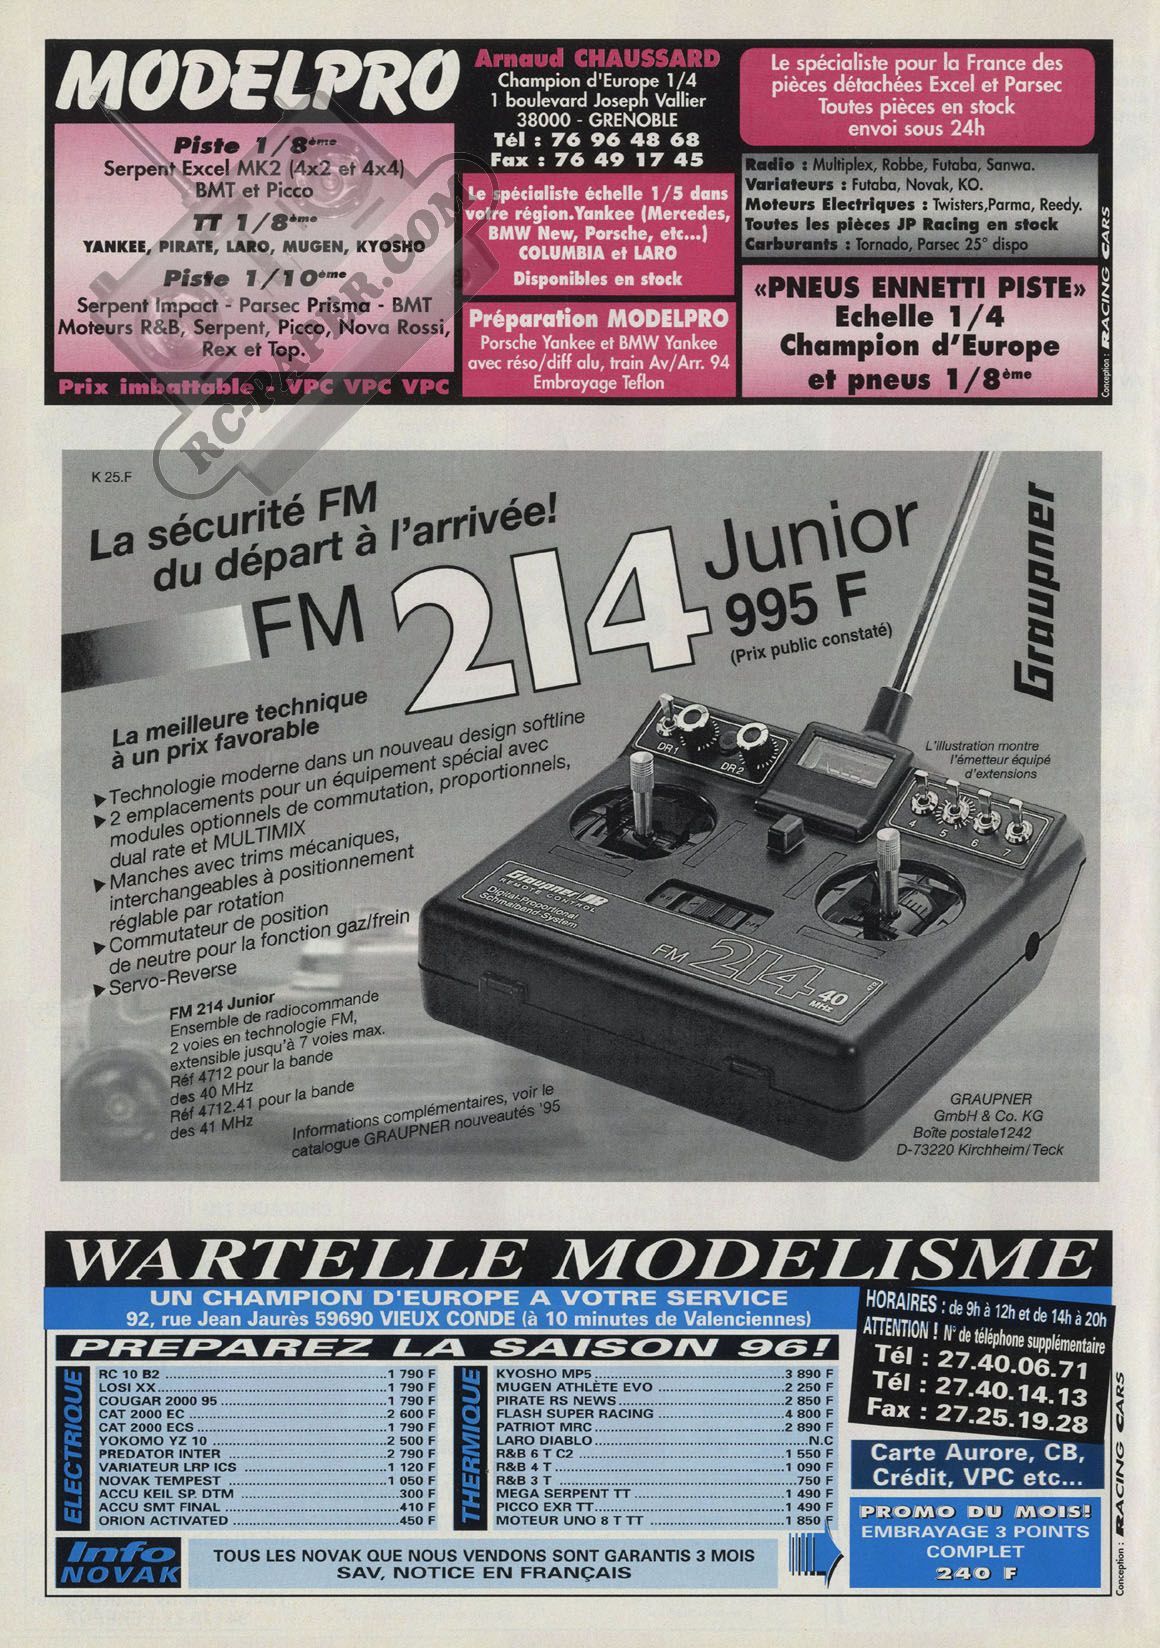 MODELPRO
Piste 1/8ème
Serpent Excel MK2 (4x2 et 4x4)
BMT et Picco
TT 1/8ème
YANKEE, PIRATE, LARO, MUGEN, KYOSHO
Piste 1/10ème
Serpent Impact - Parsec Prisma - BMT
Moteurs R&B, Serpent, Picco, Nova Rossi,
Rex et Top.
Prix imbattable - VPC VPC VPC
Arnaud CHAUSSARD
Champion d'Europe 1/4
1 boulevard Joseph Vallier
38000 - GRENOBLE
Tél : 76 96 48 68
Fax : 76 49 17 45
Le spécialiste échelle 1/5 dans
votre région.Yankee (Mercedes,
BMW New, Porsche, etc...)
COLUMBIA et LARO
Disponibles en stock
Préparation MODELPRO
Porsche Yankee et BMW Yankee
avec réso/diff alu, train Av/Arr. 94
Embrayage Teflon
Le spécialiste pour la France des
pièces détachées Excel et Parsec
Toutes pièces en stock
envoi sous 24h
Radio : Multiplex, Robbe, Futaba, Sanwa.
Variateurs : Futaba, Novak, KO.
Moteurs Electriques : Twisters,Parma, Reedy.
Toutes les pièces JP Racing en stock
Carburants : Tornado, Parsec 25° dispo
«PNEUS ENNETTI PISTE»
Echelle 1/4
Champion d'Europe
et pneus 1/8ème
Conception : RACING CARS
RC-PAPER.COM
K 25.F
La sécurité FM
du départ à l'arrivée!
FM 214 Junior
995 F
(Prix public constaté)
Graupner
La meilleure technique
à un prix favorable
Technologie moderne dans un nouveau design softline
2 emplacements pour un équipement spécial avec
modules optionnels de commutation, proportionnels,
dual rate et MULTIMIX
Manches avec trims mécaniques,
interchangeables à positionnement
réglable par rotation
Commutateur de position
de neutre pour la fonction gaz/frein
Servo-Reverse
FM 214 Junior
Ensemble de radiocommande
2 voies en technologie FM,
extensible jusqu'à 7 voies max.
Réf 4712 pour la bande
des 40 MHz
Réf 4712.41 pour la bande
des 41 MHz
Informations complémentaires, voir le
catalogue GRAUPNER nouveautés '95
L'illustration montre
l'émetteur équipé
d'extensions
DR1
DR2
4 5 6 7
Graupner JR
REMOTE CONTROL
Digital-Proportional
Schmalband-System
FM 214 40
MHz
GRAUPNER
GmbH & Co. KG
Boîte postale1242
D-73220 Kirchheim/Teck
WARTELLE MODELISME
UN CHAMPION D'EUROPE A VOTRE SERVICE
92, rue Jean Jaurès 59690 VIEUX CONDE (à 10 minutes de Valenciennes)
PREPAREZ LA SAISON 96!
ELECTRIQUE
RC 10 B2 1 790 F
LOSI XX 1 790 F
COUGAR 2000 95 1 790 F
CAT 2000 EC 2 600 F
CAT 2000 ECS 1 790 F
YOKOMO YZ 10 2 500 F
PREDATOR INTER 2 790 F
VARIATEUR LRP ICS 1 120 F
NOVAK TEMPEST 1 050 F
ACCU KEIL SP. DTM 300 F
ACCU SMT FINAL 410 F
ORION ACTIVATED 450 F
THERMIQUE
KYOSHO MP5 3 890 F
MUGEN ATHLÈTE EVO 2 250 F
PIRATE RS NEWS 2 850 F
FLASH SUPER RACING 4 800 F
PATRIOT MRC 2 890 F
LARO DIABLO N.C
R&B 6 T C2 1 550 F
R&B 4 T 1 090 F
R&B 3 T 750 F
MEGA SERPENT TT 1 490 F
PICCO EXR TT 1 490 F
MOTEUR UNO 8 T TT 1 850 F
HORAIRES : de 9h à 12h et de 14h à 20h
ATTENTION ! N° de téléphone supplémentaire
Tél : 27.40.06.71
Tél : 27.40.14.13
Fax : 27.25.19.28
Carte Aurore, CB,
Crédit, VPC etc...
PROMO DU MOIS!
EMBRAYAGE 3 POINTS
COMPLET
240 F
Info
NOVAK
TOUS LES NOVAK QUE NOUS VENDONS SONT GARANTIS 3 MOIS
SAV, NOTICE EN FRANÇAIS
Conception : RACING CARS